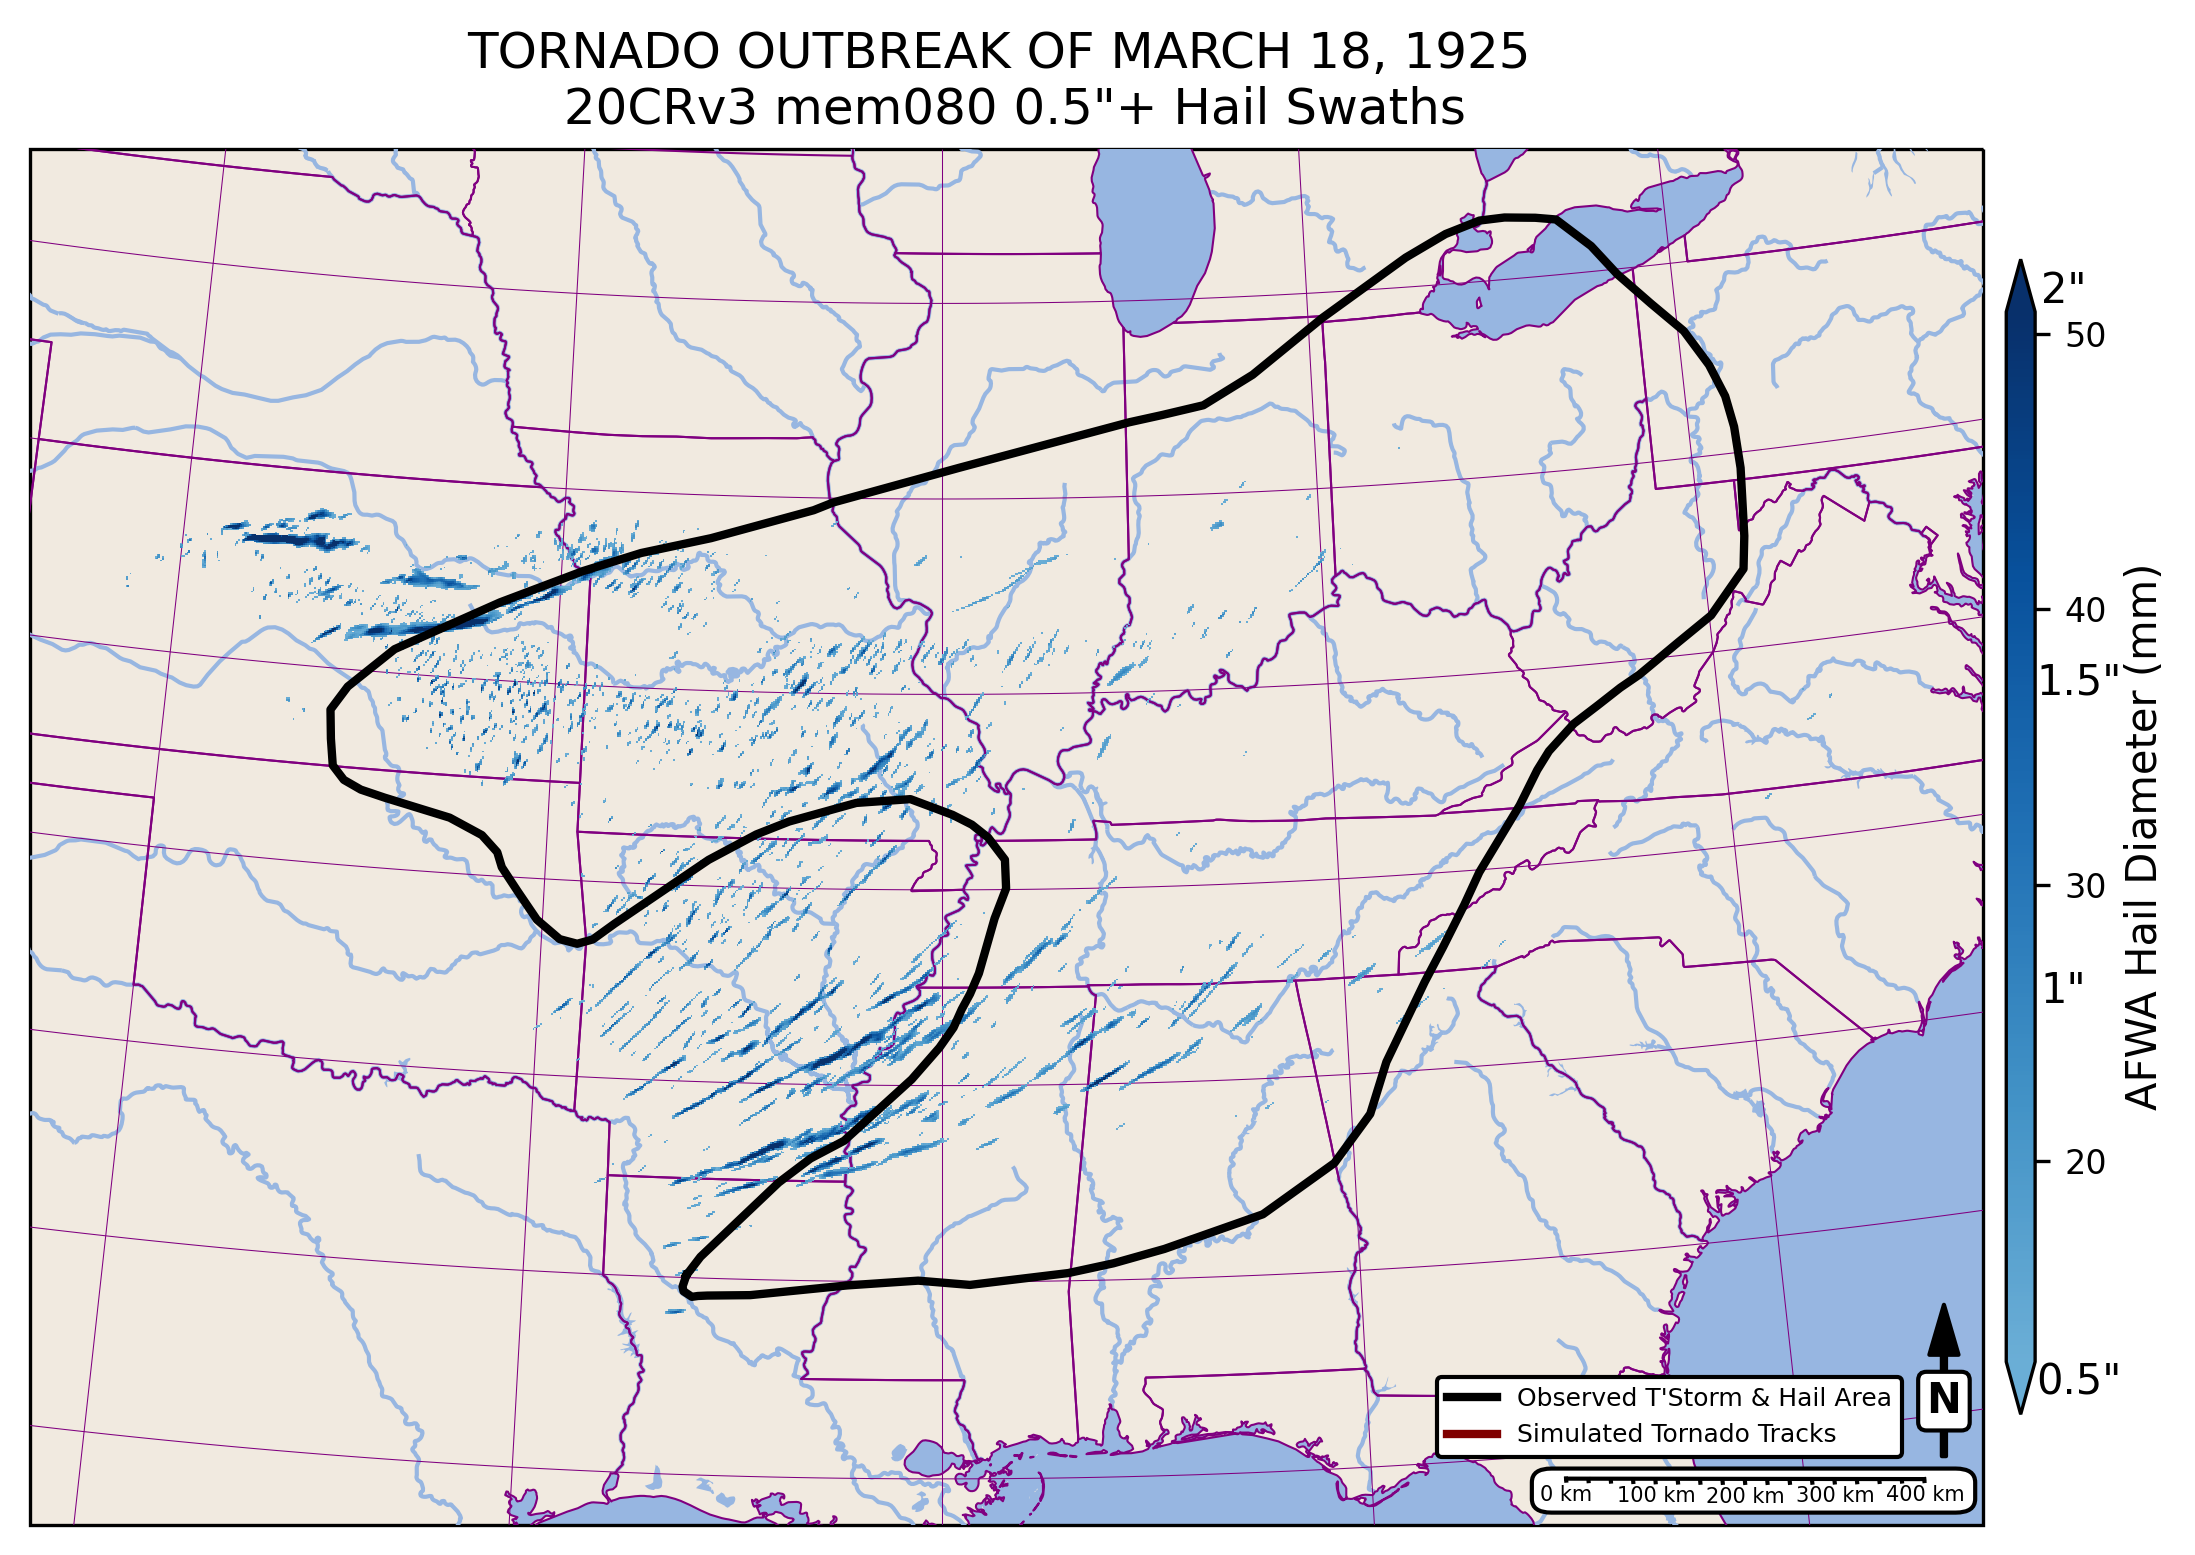 TORNADO OUTBREAK OF MARCH 18, 1925
20CRv3 mem080 0.5"+ Hail Swaths
2"
50
40
1.5"
1"
30
20
0.5"
AFWA Hail Diameter (mm)
Observed T'Storm & Hail Area
Simulated Tornado Tracks
N
0 km 100 km 200 km 300 km 400 km